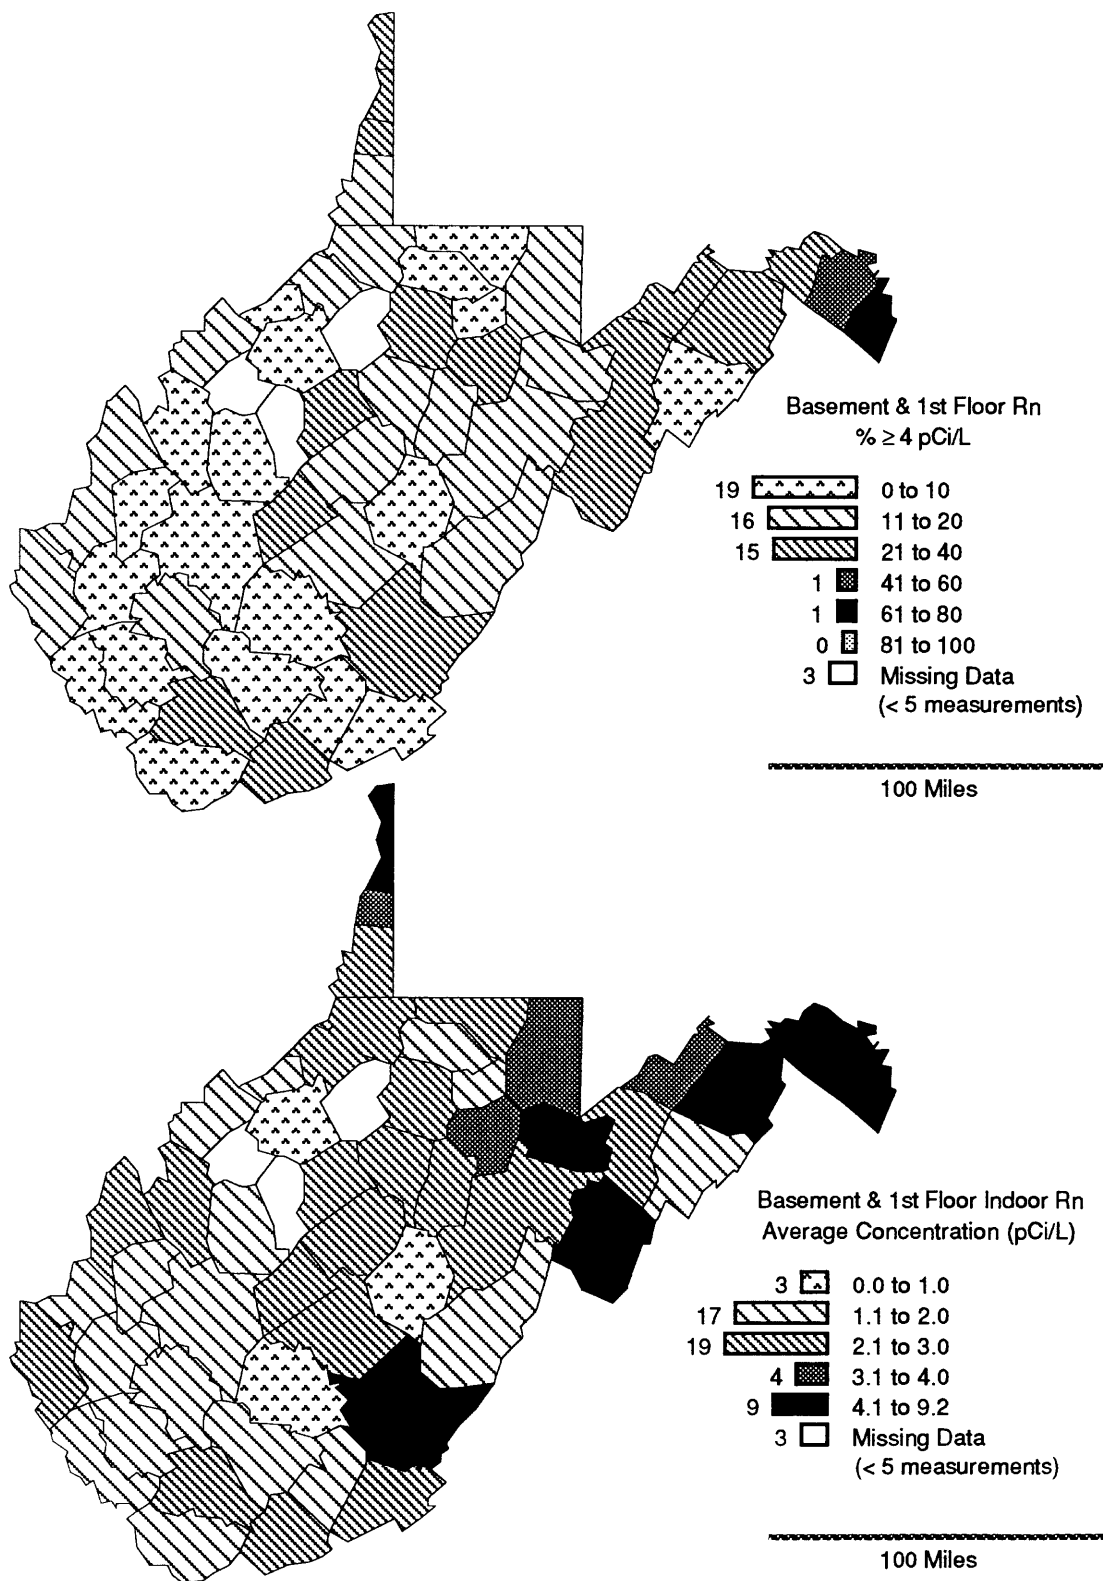 Basement & 1st Floor Rn
% ≥ 4 pCi/L
19 0 to 10
16 11 to 20
15 21 to 40
1 41 to 60
1 61 to 80
0 81 to 100
3 Missing Data
(< 5 measurements)
100 Miles
Basement & 1st Floor Indoor Rn
Average Concentration (pCi/L)
3 0.0 to 1.0
17 1.1 to 2.0
19 2.1 to 3.0
4 3.1 to 4.0
9 4.1 to 9.2
3 Missing Data
(< 5 measurements)
100 Miles